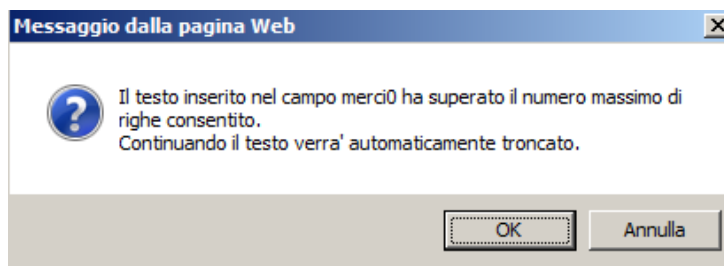 Messaggio dalla pagina Web
Il testo inserito nel campo merci0 ha superato il numero massimo di
righe consentito.
Continuando il testo verra' automaticamente troncato.
OK
Annulla